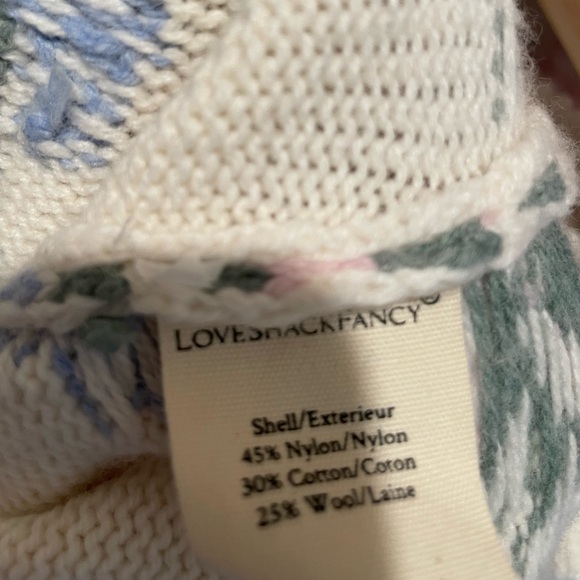 LOVESHACKFANCY®
Shell/Exterieur
45% Nylon/Nylon
30% Cotton/Coton
25% Wool/Laine